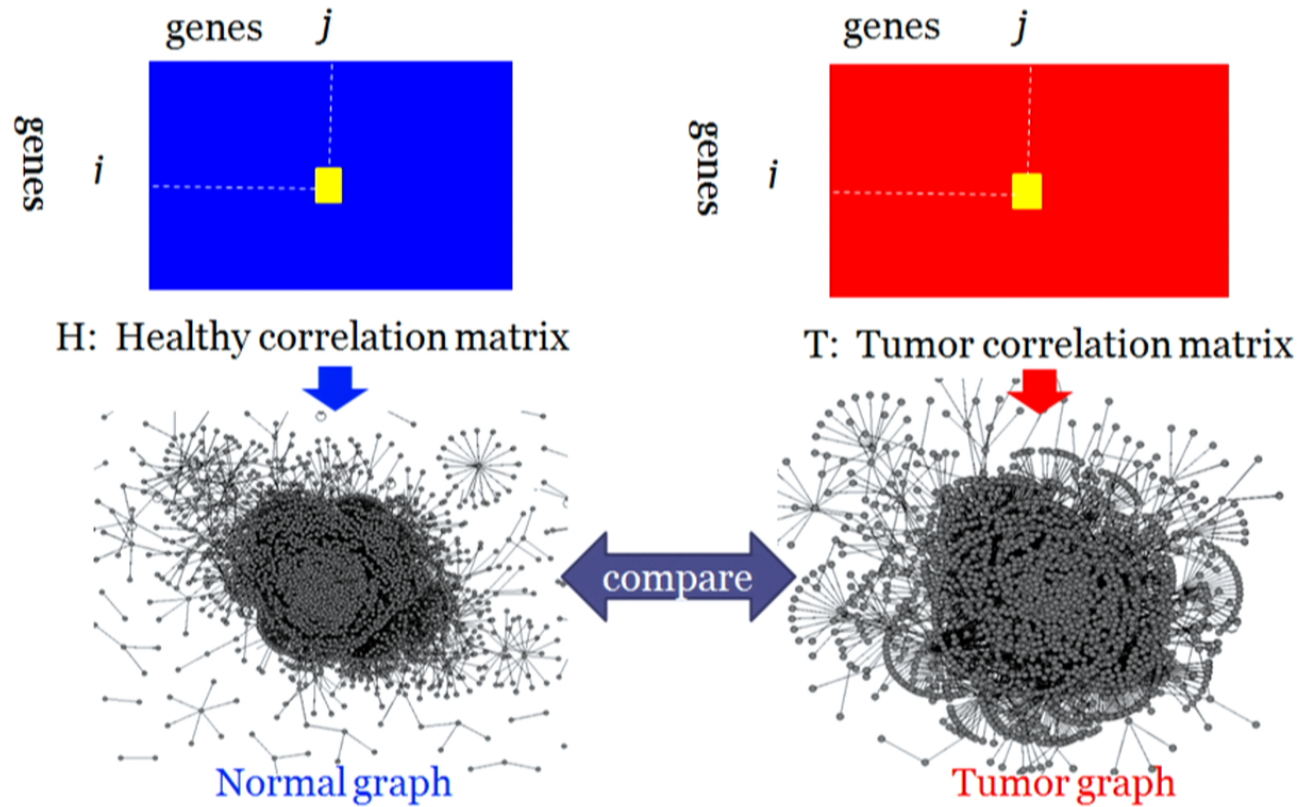 genes j
genes
i
H: Healthy correlation matrix
genes j
genes
i
T: Tumor correlation matrix
compare
Normal graph
Tumor graph